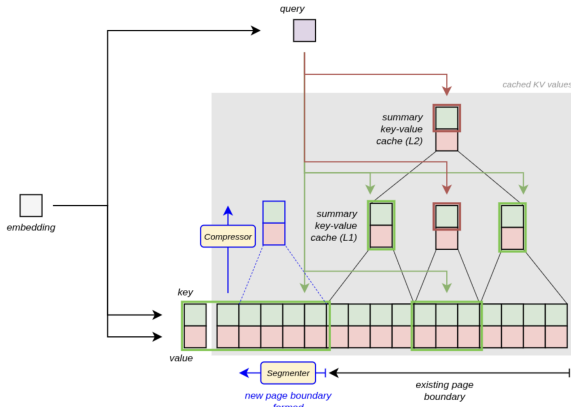 query
cached KV values
summary
key-value
cache (L2)
summary
key-value
cache (L1)
embedding
Compressor
key
value
Segmenter
new page boundary
formed
existing page
boundary